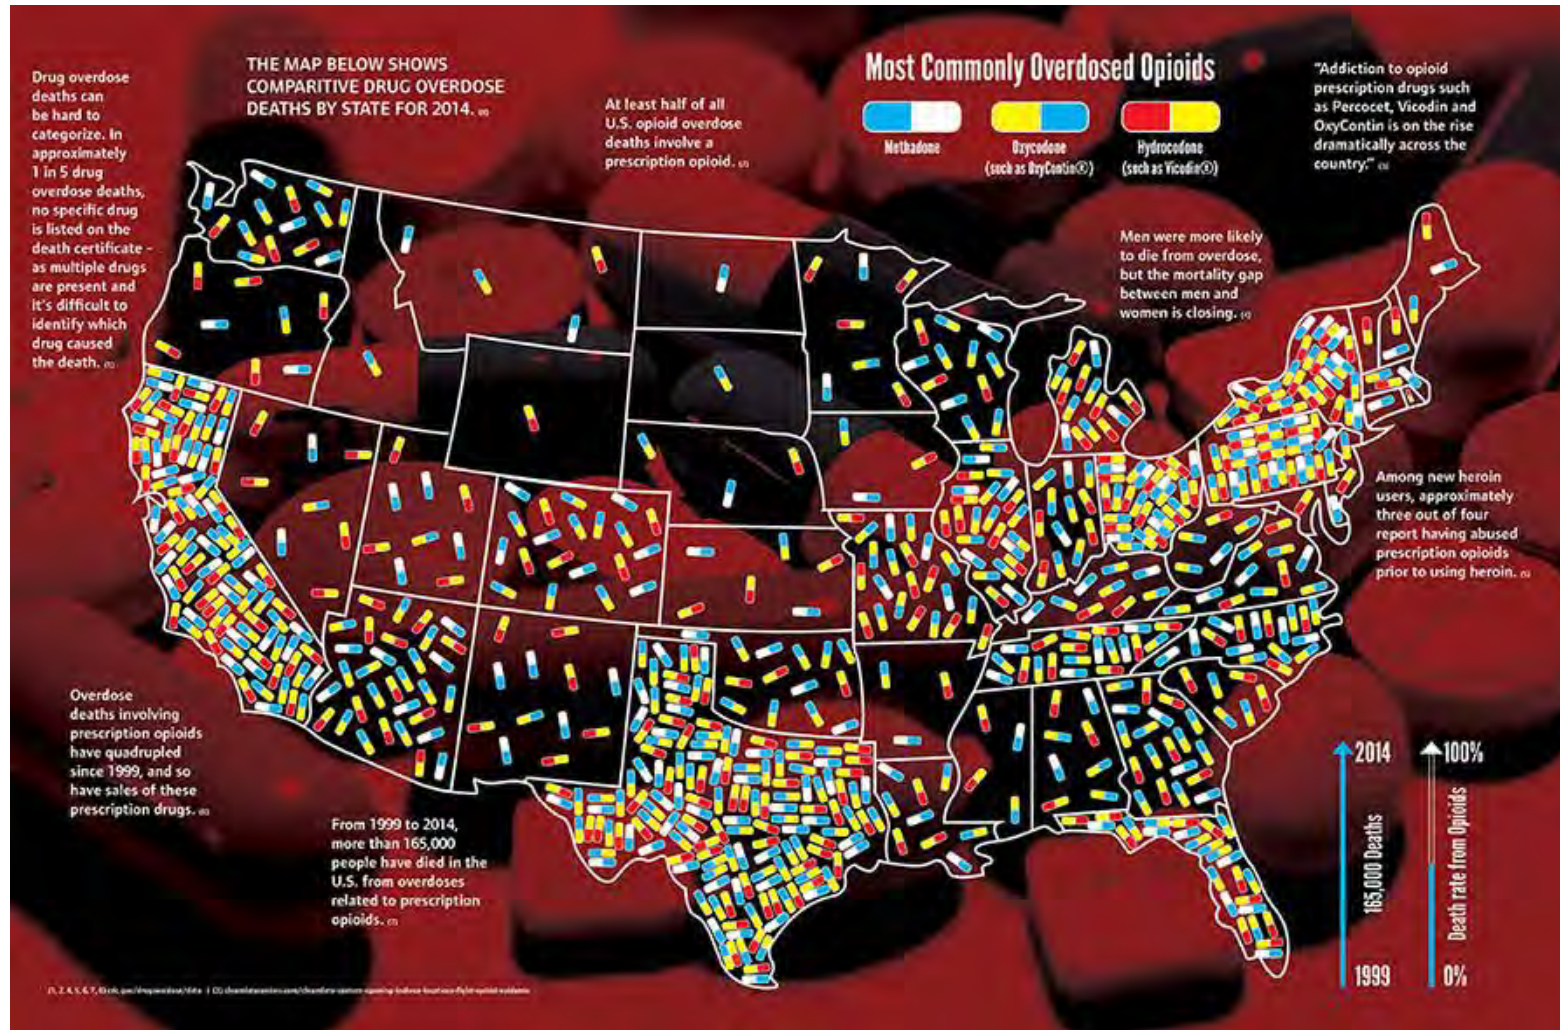 Drug overdose
deaths can
be hard to
categorize. In
approximately
1 in 5 drug
overdose deaths,
no specific drug
is listed on the
death certificate –
as multiple drugs
are present and
it's difficult to
identify which
drug caused
the death.
THE MAP BELOW SHOWS
COMPARITIVE DRUG OVERDOSE
DEATHS BY STATE FOR 2014.
At least half of all
U.S. opioid overdose
deaths involve a
prescription opioid.
Most Commonly Overdosed Opioids
Methadone
Oxycodone
(such as OxyContin®)
Hydrocodone
(such as Vicodin®)
"Addiction to opioid
prescription drugs such
as Percocet, Vicodin and
OxyContin is on the rise
dramatically across the
country."
Men were more likely
to die from overdose,
but the mortality gap
between men and
women is closing.
Among new heroin
users, approximately
three out of four
report having abused
prescription opioids
prior to using heroin.
Overdose
deaths involving
prescription opioids
have quadrupled
since 1999, and so
have sales of these
prescription drugs.
From 1999 to 2014,
more than 165,000
people have died in the
U.S. from overdoses
related to prescription
opioids.
2014
165,000 Deaths
1999
100%
Death rate from Opioids
0%